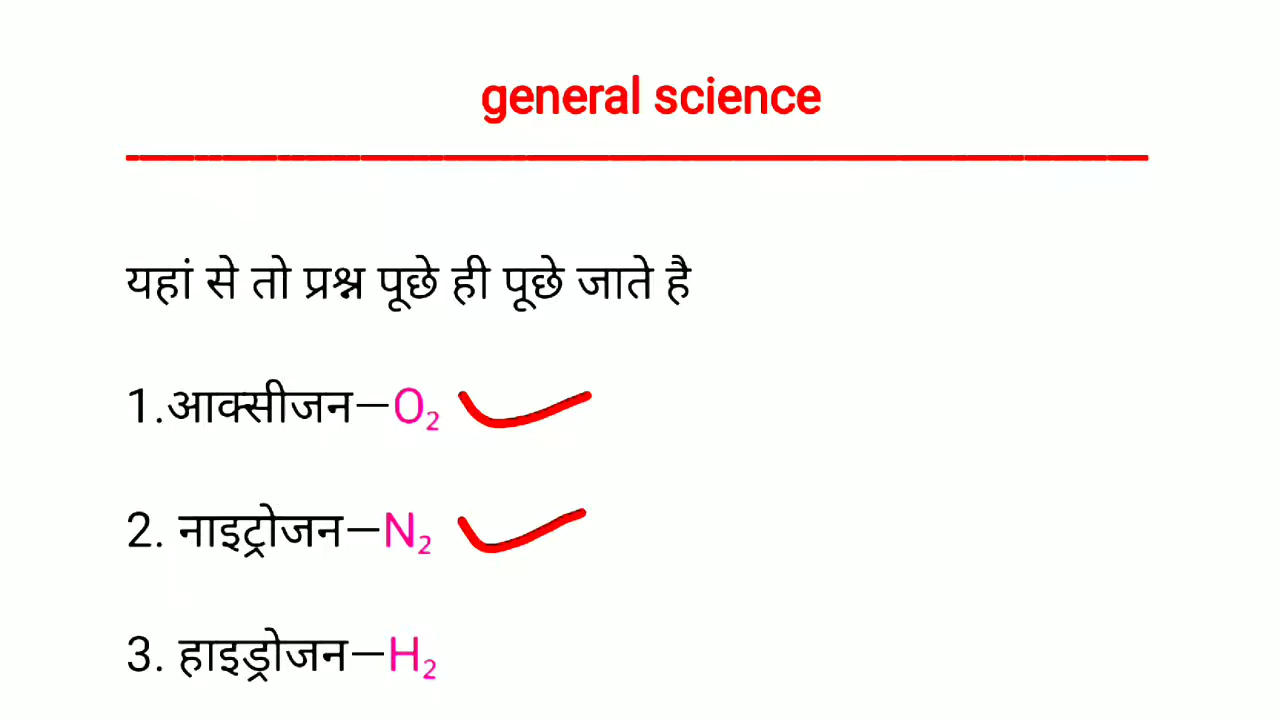 general science
यहां से तो प्रश्न पूछे ही पूछे जाते है
1.आक्सीजन—O₂
2. नाइट्रोजन—N₂
3. हाइड्रोजन—H₂